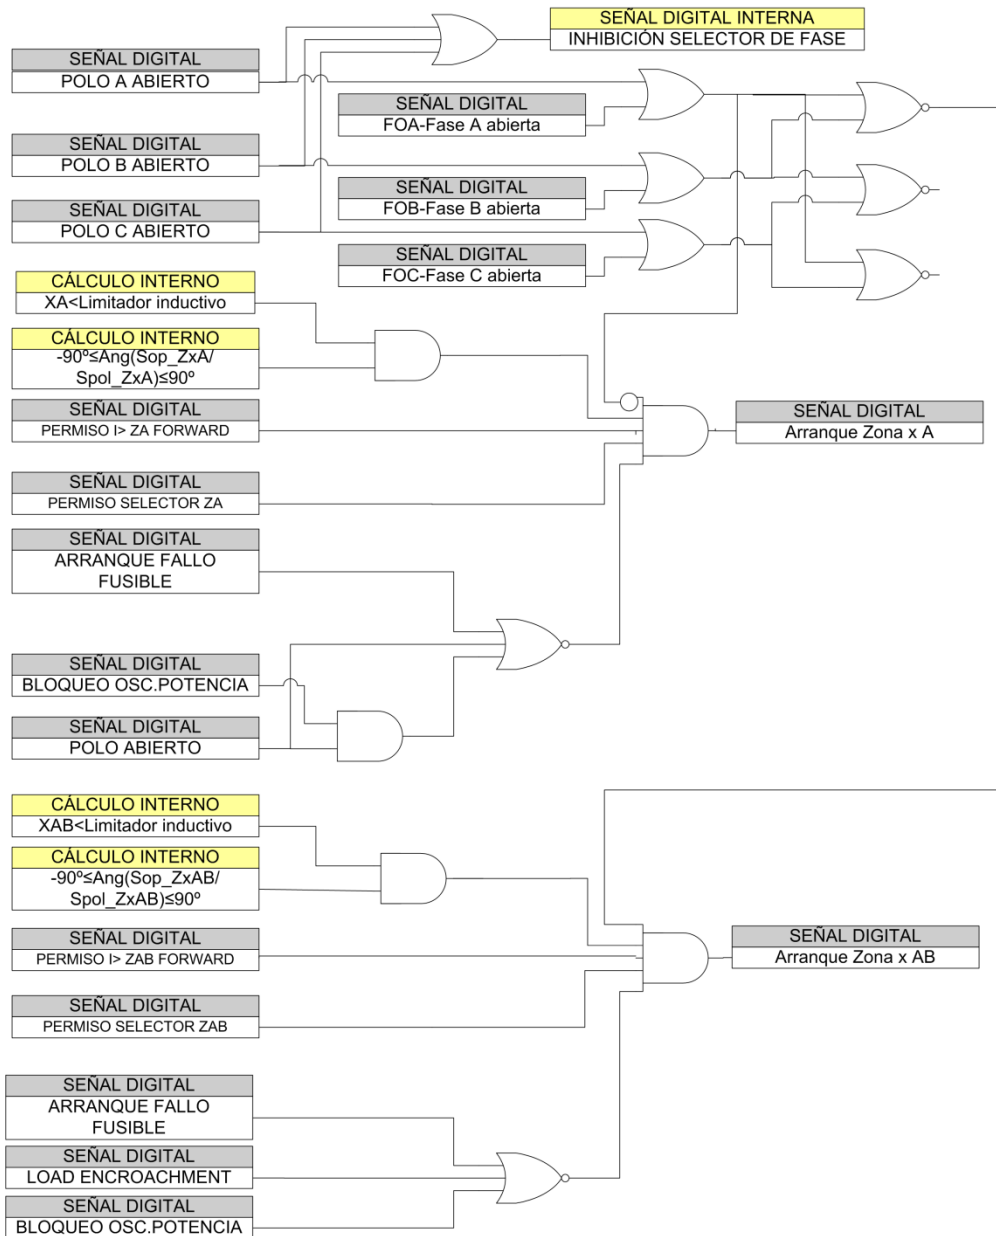 SEÑAL DIGITAL INTERNA
INHIBICIÓN SELECTOR DE FASE
SEÑAL DIGITAL
POLO A ABIERTO
SEÑAL DIGITAL
FOA-Fase A abierta
SEÑAL DIGITAL
POLO B ABIERTO
SEÑAL DIGITAL
FOB-Fase B abierta
SEÑAL DIGITAL
POLO C ABIERTO
SEÑAL DIGITAL
FOC-Fase C abierta
CÁLCULO INTERNO
XA<Limitador inductivo
CÁLCULO INTERNO
-90º≤Ang(Sop_ZxA/
Spol_ZxA)≤90º
SEÑAL DIGITAL
PERMISO I> ZA FORWARD
SEÑAL DIGITAL
Arranque Zona x A
SEÑAL DIGITAL
PERMISO SELECTOR ZA
SEÑAL DIGITAL
ARRANQUE FALLO
FUSIBLE
SEÑAL DIGITAL
BLOQUEO OSC.POTENCIA
SEÑAL DIGITAL
POLO ABIERTO
CÁLCULO INTERNO
XAB<Limitador inductivo
CÁLCULO INTERNO
-90º≤Ang(Sop_ZxAB/
Spol_ZxAB)≤90º
SEÑAL DIGITAL
PERMISO I> ZAB FORWARD
SEÑAL DIGITAL
Arranque Zona x AB
SEÑAL DIGITAL
PERMISO SELECTOR ZAB
SEÑAL DIGITAL
ARRANQUE FALLO
FUSIBLE
SEÑAL DIGITAL
LOAD ENCROACHMENT
SEÑAL DIGITAL
BLOQUEO OSC.POTENCIA